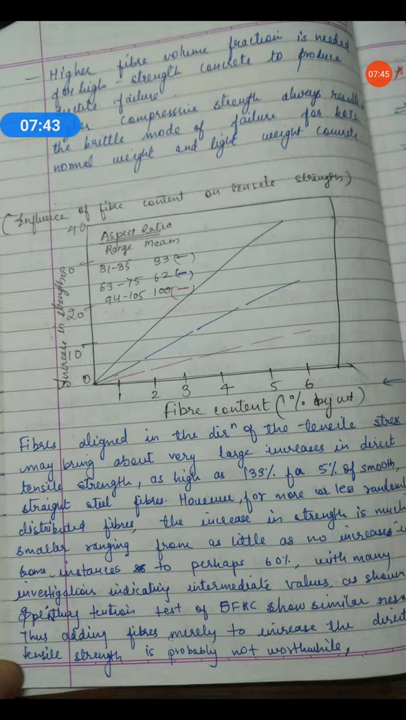 07:45
07:43
- Higher fibre volume fraction is needed
for high-strength concrete to produce
ductile failure.
compressive strength always results
the brittle mode of failure for both
normal weight and light weight concrete
(Influence of fibre content on tensile strength)
40
Aspect Ratio
Range Mean
31-35 33 (—)
63-75 62 (—)
94-105 100 (—)
20
10
0
Increase in strength
1 2 3 4 5 6
Fibre content (% by wt)
Fibres aligned in the dirⁿ of the tensile stress
may bring about very large increases in direct
tensile strength, as high as 133% for 5% of smooth,
straight steel fibres. However, for more or less random
distributed fibres, the increase in strength is much
smaller ranging from as little as no increase in
some instances to perhaps 60%, with many
investigations indicating intermediate values. as shown
tension test of SFRC show similar
Thus adding fibres merely to increase the direct
tensile strength is probably not worthwhile,